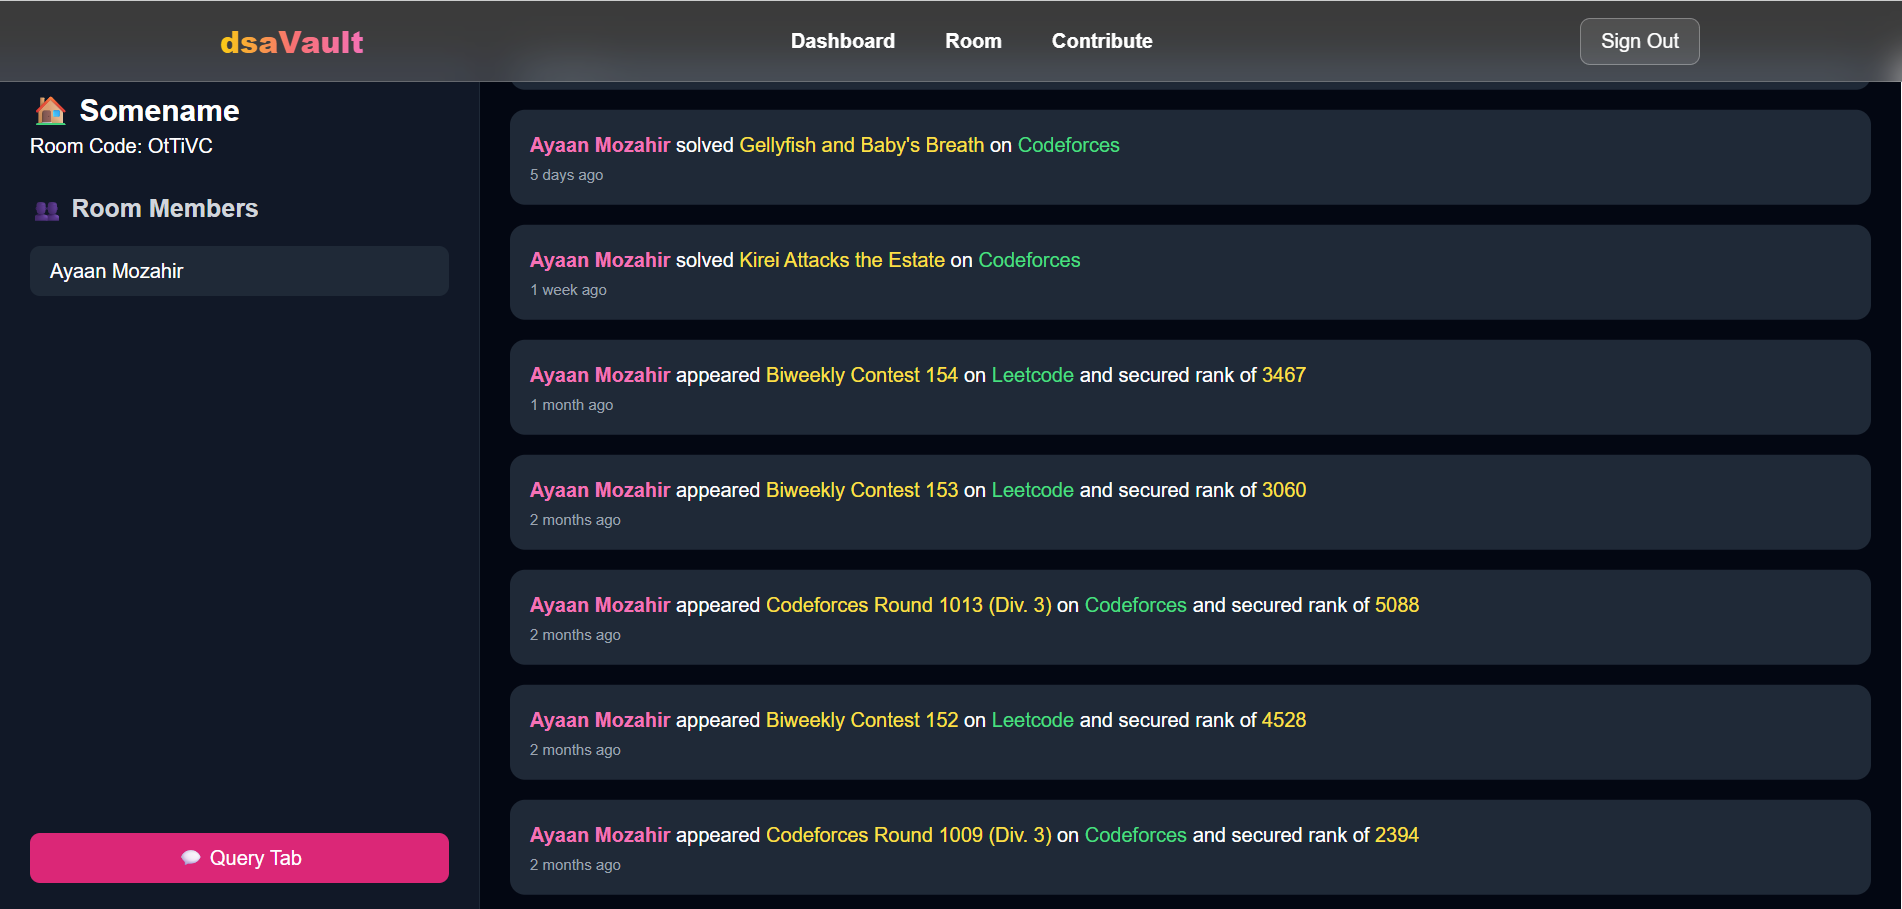 dsaVault
Dashboard
Room
Contribute
Sign Out
Somename
Room Code: OtTiVC
Room Members
Ayaan Mozahir
Query Tab
Ayaan Mozahir solved Gellyfish and Baby's Breath on Codeforces
5 days ago
Ayaan Mozahir solved Kirei Attacks the Estate on Codeforces
1 week ago
Ayaan Mozahir appeared Biweekly Contest 154 on Leetcode and secured rank of 3467
1 month ago
Ayaan Mozahir appeared Biweekly Contest 153 on Leetcode and secured rank of 3060
2 months ago
Ayaan Mozahir appeared Codeforces Round 1013 (Div. 3) on Codeforces and secured rank of 5088
2 months ago
Ayaan Mozahir appeared Biweekly Contest 152 on Leetcode and secured rank of 4528
2 months ago
Ayaan Mozahir appeared Codeforces Round 1009 (Div. 3) on Codeforces and secured rank of 2394
2 months ago